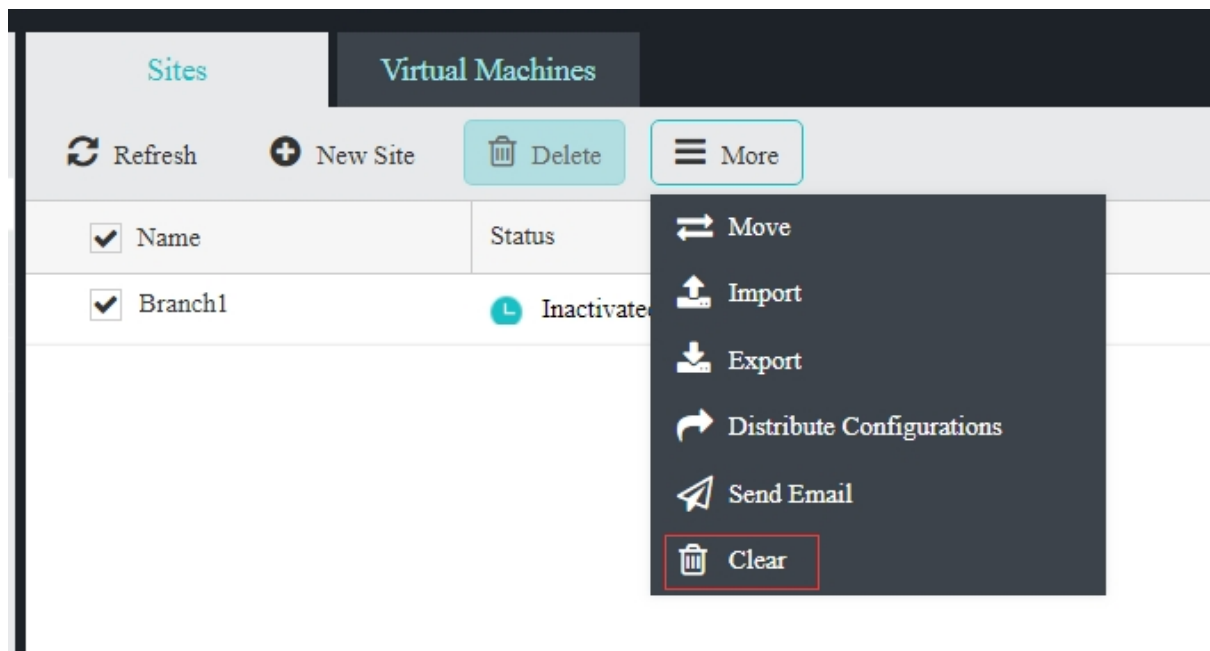 Sites Virtual Machines
Refresh New Site Delete More
Name Status
Branch1 Inactivate
Move
Import
Export
Distribute Configurations
Send Email
Clear